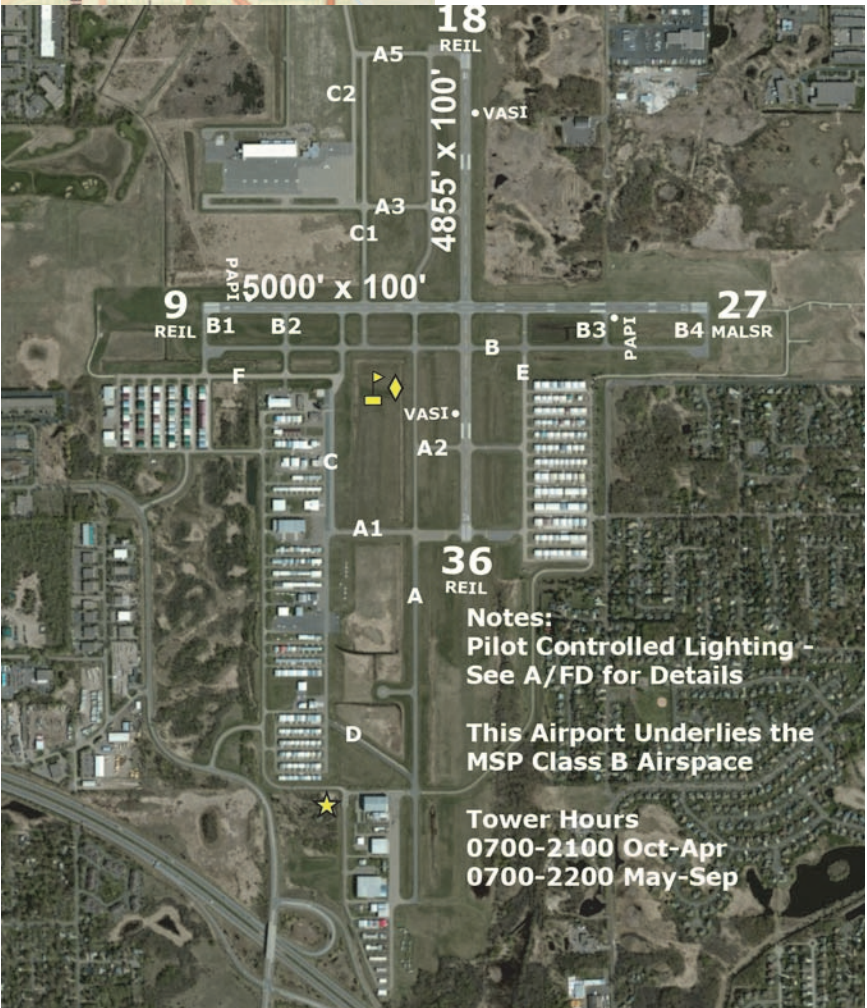 18
REIL
A5
C2
VASI
4855' x 100'
A3
C1
PAPI
5000' x 100'
9
REIL
27
MALSR
B1
B2
B3
PAPI
B4
B
F
E
VASI
A2
C
A1
36
REIL
A
Notes:
Pilot Controlled Lighting -
See A/FD for Details
This Airport Underlies the
MSP Class B Airspace
D
Tower Hours
0700-2100 Oct-Apr
0700-2200 May-Sep